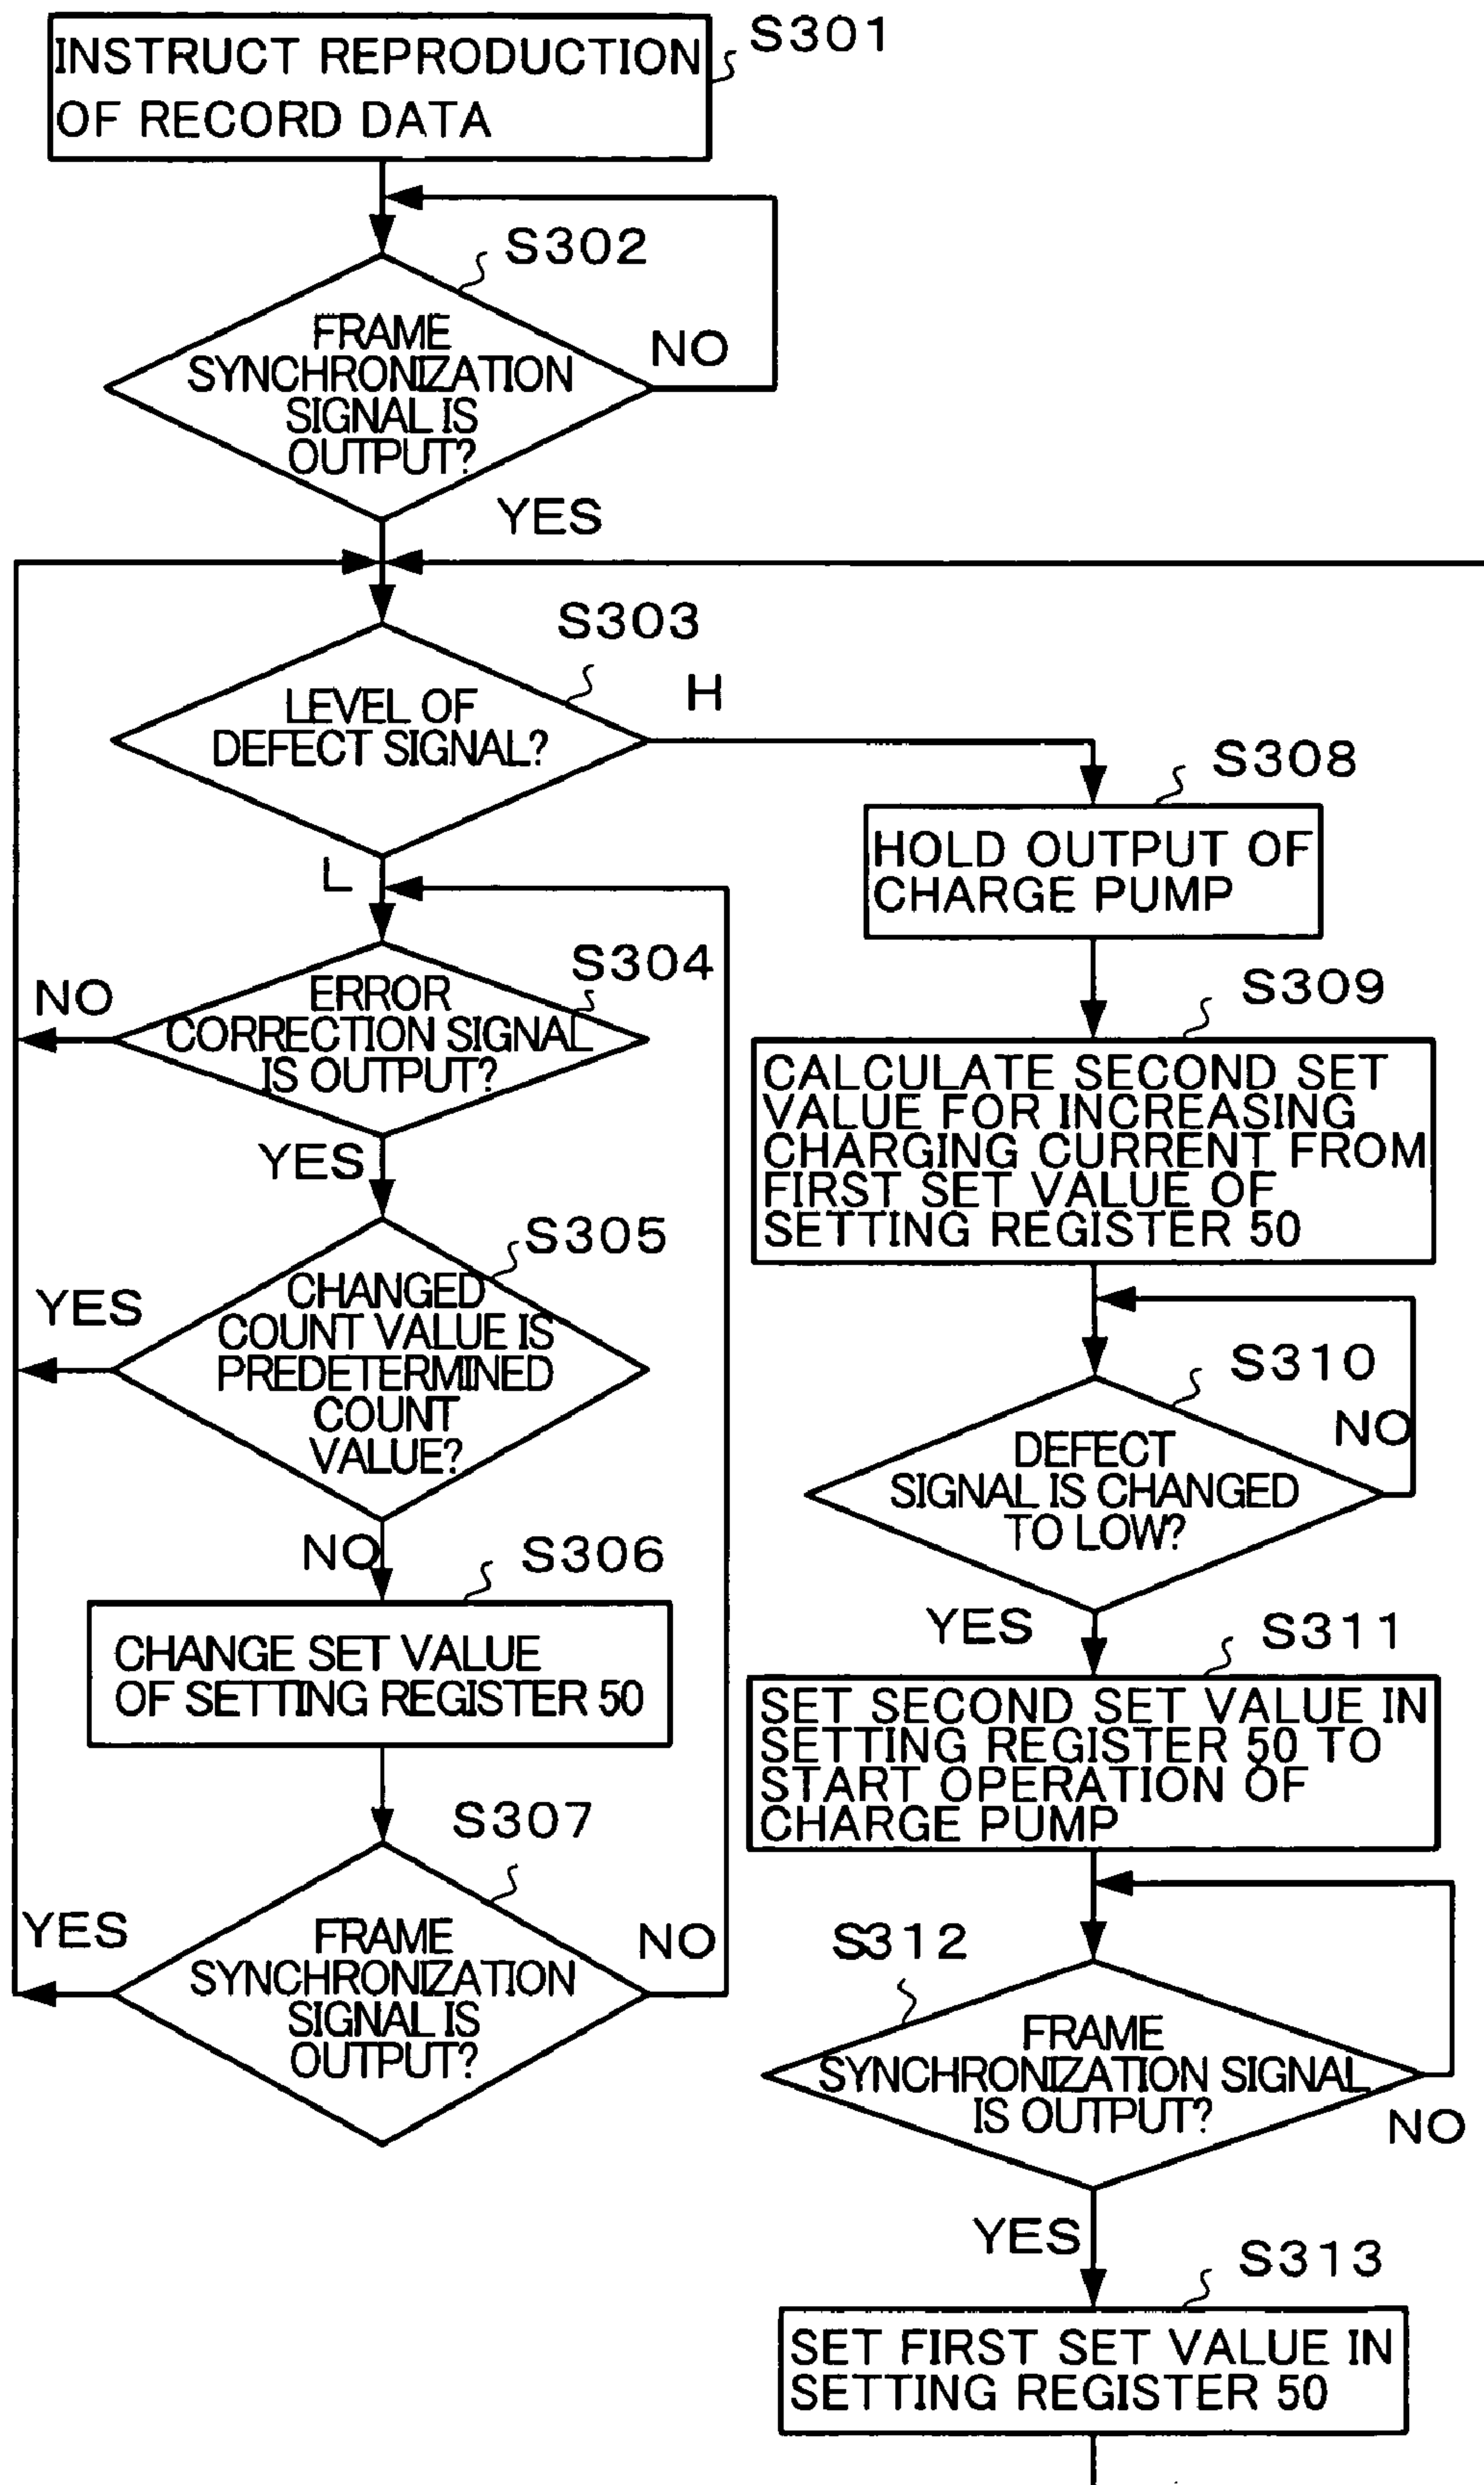 INSTRUCT REPRODUCTION
OF RECORD DATA
S301
S302
FRAME
SYNCHRONIZATION
SIGNAL IS
OUTPUT?
NO
YES
S303
LEVEL OF
DEFECT SIGNAL?
H
L
S304
ERROR
CORRECTION SIGNAL
IS OUTPUT?
NO
YES
S305
CHANGED
COUNT VALUE IS
PREDETERMINED
COUNT
VALUE?
YES
NO
S306
CHANGE SET VALUE
OF SETTING REGISTER 50
S307
FRAME
SYNCHRONIZATION
SIGNAL IS
OUTPUT?
YES
NO
S308
HOLD OUTPUT OF
CHARGE PUMP
S309
CALCULATE SECOND SET
VALUE FOR INCREASING
CHARGING CURRENT FROM
FIRST SET VALUE OF
SETTING REGISTER 50
S310
DEFECT
SIGNAL IS CHANGED
TO LOW?
NO
YES
S311
SET SECOND SET VALUE IN
SETTING REGISTER 50 TO
START OPERATION OF
CHARGE PUMP
S312
FRAME
SYNCHRONIZATION SIGNAL
IS OUTPUT?
NO
YES
S313
SET FIRST SET VALUE IN
SETTING REGISTER 50